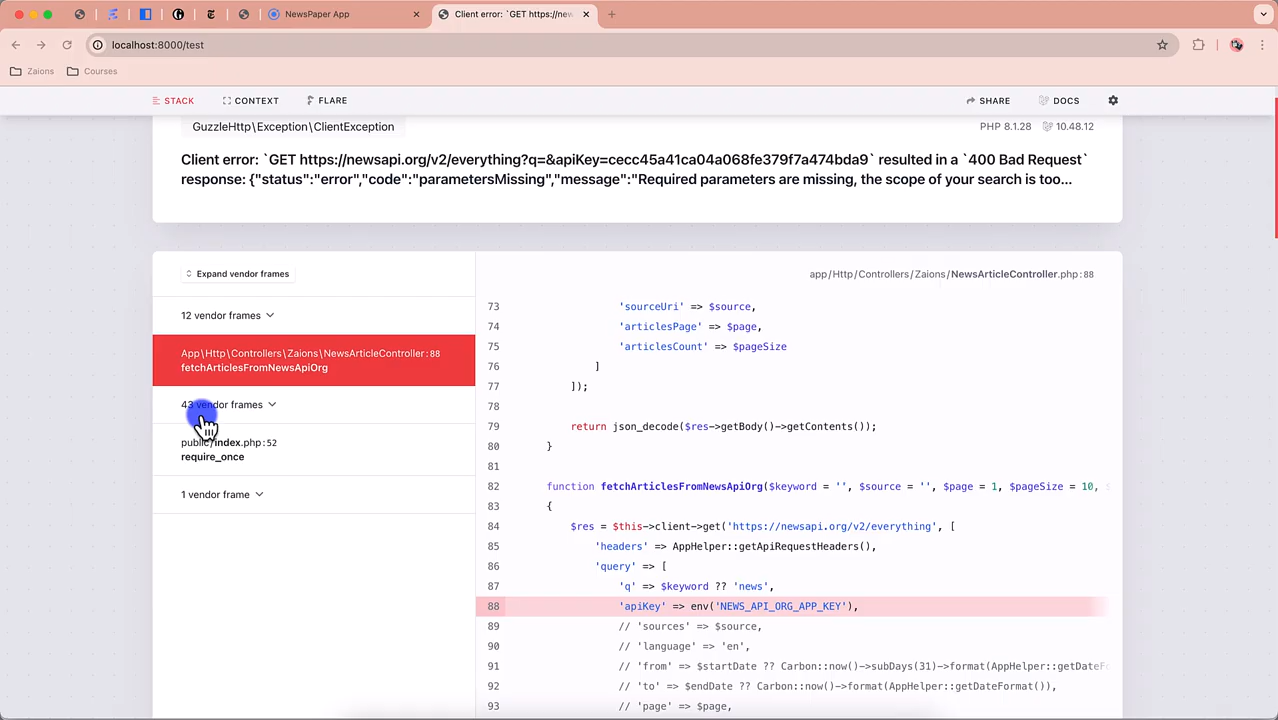 NewsPaper App
Client error: `GET https://new
localhost:8000/test
Zaions
Courses
STACK
CONTEXT
FLARE
SHARE
DOCS
GuzzleHttp\Exception\ClientException
PHP 8.1.28
10.48.12
Client error: `GET https://newsapi.org/v2/everything?q=&apiKey=cecc45a41ca04a068fe379f7a474bda9` resulted in a `400 Bad Request`
response: {"status":"error","code":"parametersMissing","message":"Required parameters are missing, the scope of your search is too...
Expand vendor frames
12 vendor frames
App\Http\Controllers\Zaions\NewsArticleController:88
fetchArticlesFromNewsApiOrg
43 vendor frames
public/index.php:52
require_once
1 vendor frame
app/Http/Controllers/Zaions/NewsArticleController.php:88
73 'sourceUri' => $source,
74 'articlesPage' => $page,
75 'articlesCount' => $pageSize
76 ]
77 ]);
78
79 return json_decode($res->getBody()->getContents());
80 }
81
82 function fetchArticlesFromNewsApiOrg($keyword = '', $source = '', $page = 1, $pageSize = 10,
83 {
84 $res = $this->client->get('https://newsapi.org/v2/everything', [
85 'headers' => AppHelper::getApiRequestHeaders(),
86 'query' => [
87 'q' => $keyword ?? 'news',
88 'apiKey' => env('NEWS_API_ORG_APP_KEY'),
89 // 'sources' => $source,
90 // 'language' => 'en',
91 // 'from' => $startDate ?? Carbon::now()->subDays(31)->format(AppHelper::getDateFo
92 // 'to' => $endDate ?? Carbon::now()->format(AppHelper::getDateFormat()),
93 // 'page' => $page,